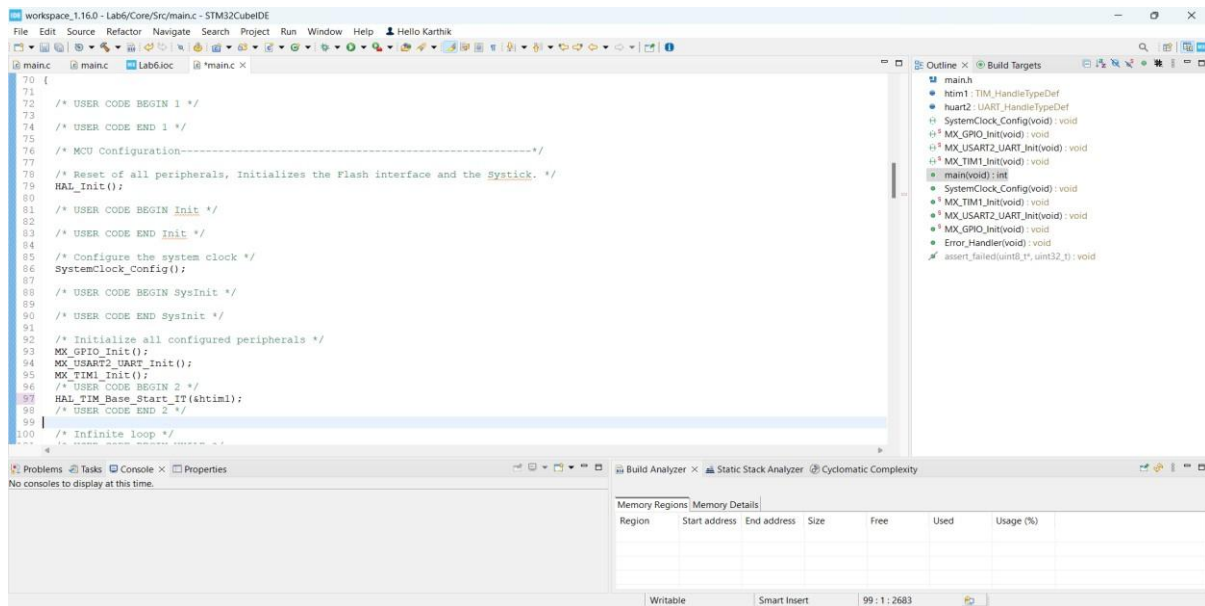 workspace_1.16.0 - Lab6/Core/Src/main.c - STM32CubeIDE
File Edit Source Refactor Navigate Search Project Run Window Help Hello Karthik
main.c main.c Lab6.ioc *main.c
70 {
71
72 /* USER CODE BEGIN 1 */
73
74 /* USER CODE END 1 */
75
76 /* MCU Configuration--------------------------------------------------------*/
77
78 /* Reset of all peripherals, Initializes the Flash interface and the Systick. */
79 HAL_Init();
80
81 /* USER CODE BEGIN Init */
82
83 /* USER CODE END Init */
84
85 /* Configure the system clock */
86 SystemClock_Config();
87
88 /* USER CODE BEGIN SysInit */
89
90 /* USER CODE END SysInit */
91
92 /* Initialize all configured peripherals */
93 MX_GPIO_Init();
94 MX_USART2_UART_Init();
95 MX_TIM1_Init();
96 /* USER CODE BEGIN 2 */
97 HAL_TIM_Base_Start_IT(&htim1);
98 /* USER CODE END 2 */
99
100 /* Infinite loop */
Outline Build Targets
main.h
htim1 : TIM_HandleTypeDef
huart2 : UART_HandleTypeDef
SystemClock_Config(void) : void
MX_GPIO_Init(void) : void
MX_USART2_UART_Init(void) : void
MX_TIM1_Init(void) : void
main(void) : int
SystemClock_Config(void) : void
MX_TIM1_Init(void) : void
MX_USART2_UART_Init(void) : void
MX_GPIO_Init(void) : void
Error_Handler(void) : void
assert_failed(uint8_t*, uint32_t) : void
Problems Tasks Console Properties
No consoles to display at this time.
Build Analyzer Static Stack Analyzer Cyclomatic Complexity
Memory Regions Memory Details
Region Start address End address Size Free Used Usage (%)
Writable Smart Insert 99 : 1 : 2683